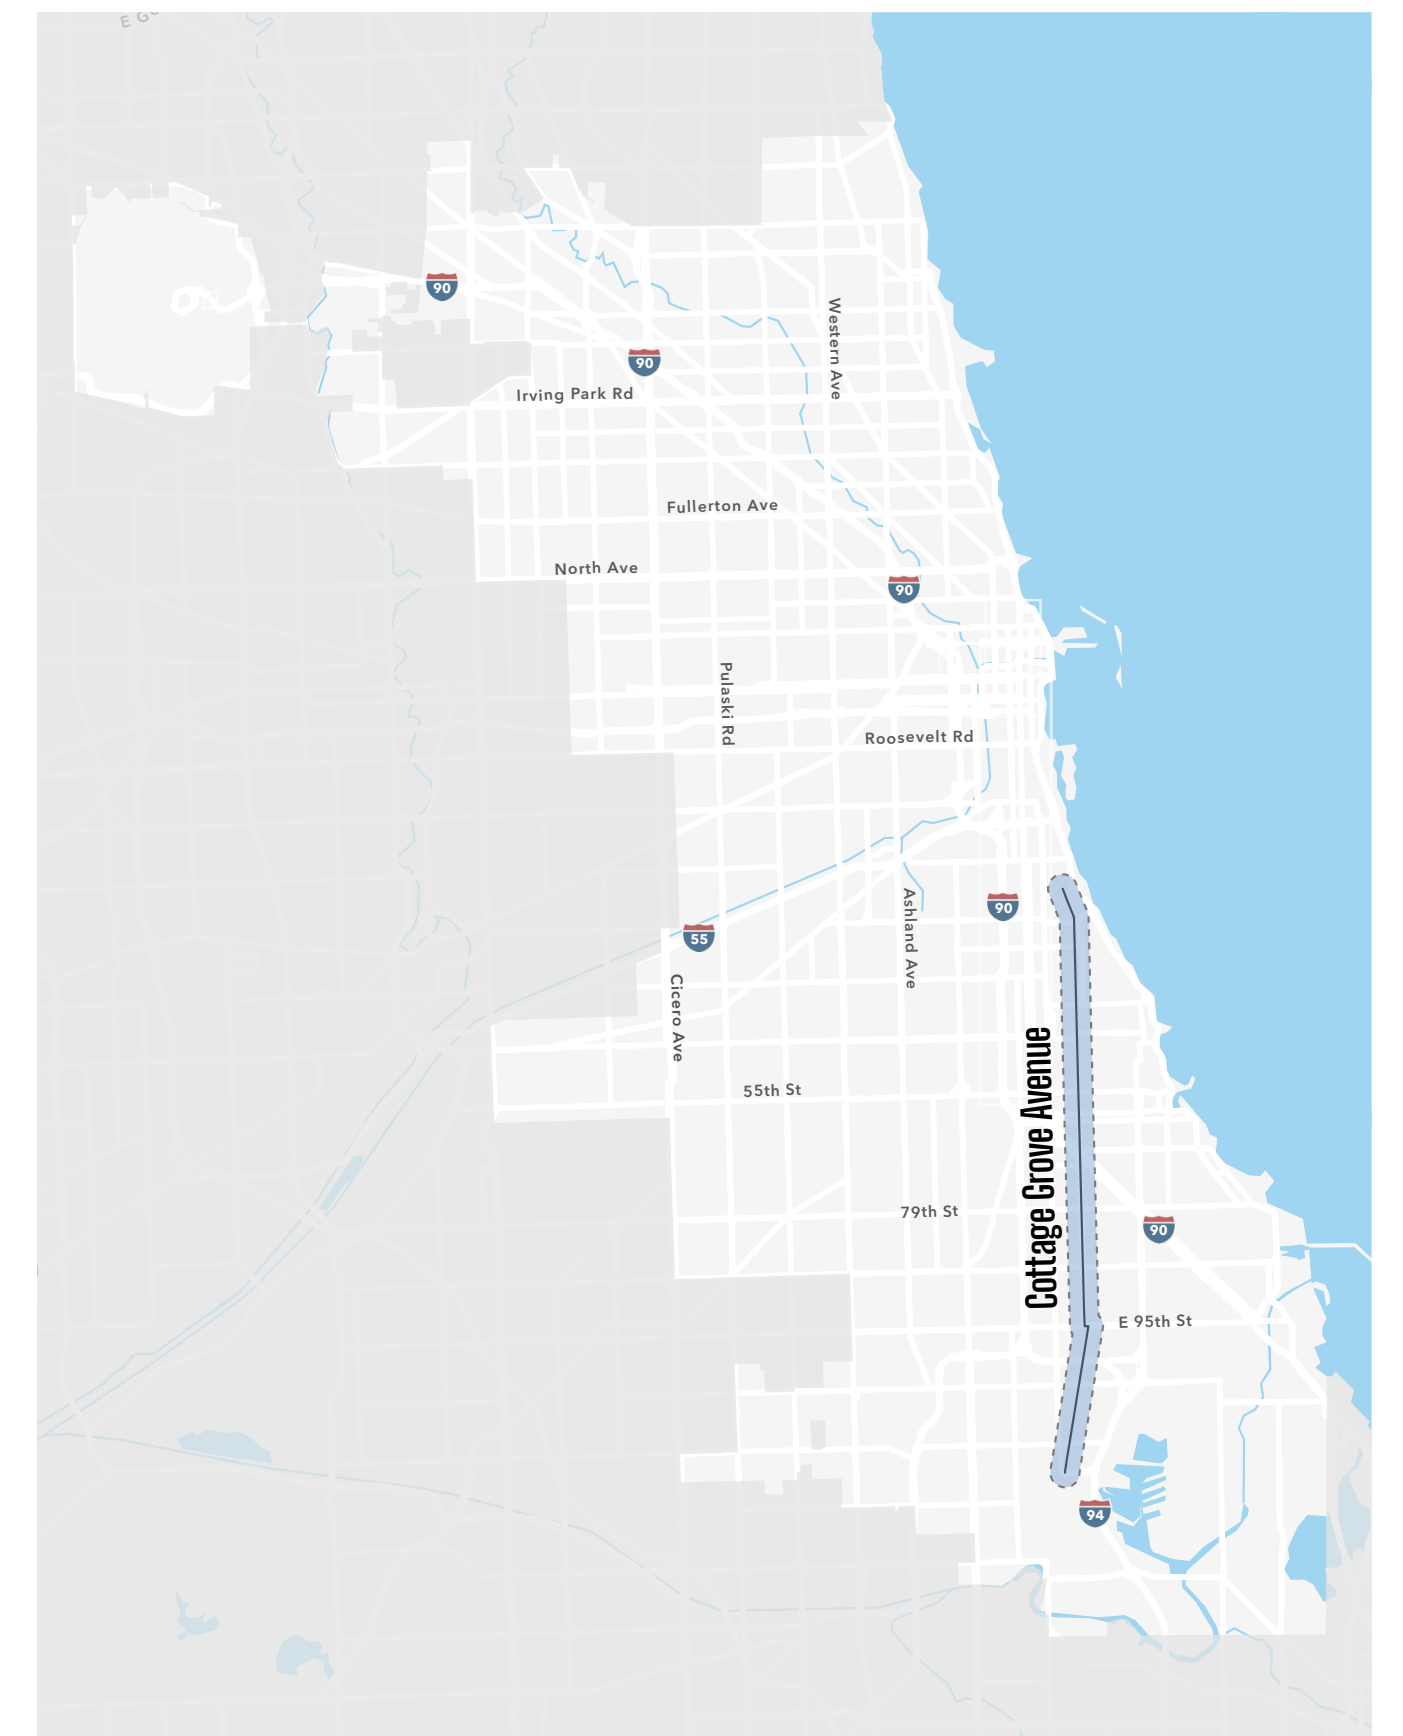 90
Western Ave
90
Irving Park Rd
Fullerton Ave
North Ave
90
Pulaski Rd
Roosevelt Rd
Ashland Ave
90
55
Cicero Ave
Cottage Grove Avenue
55th St
79th St
90
E 95th St
94